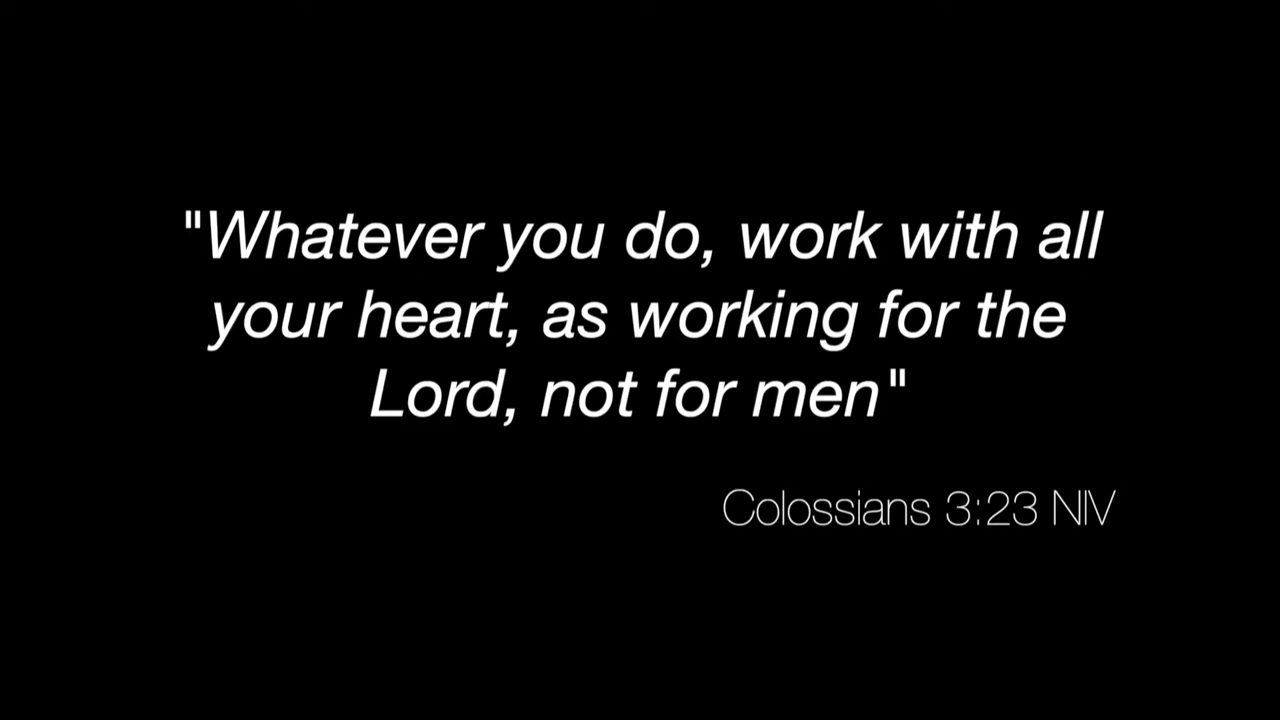 "Whatever you do, work with all
your heart, as working for the
Lord, not for men"
Colossians 3:23 NIV